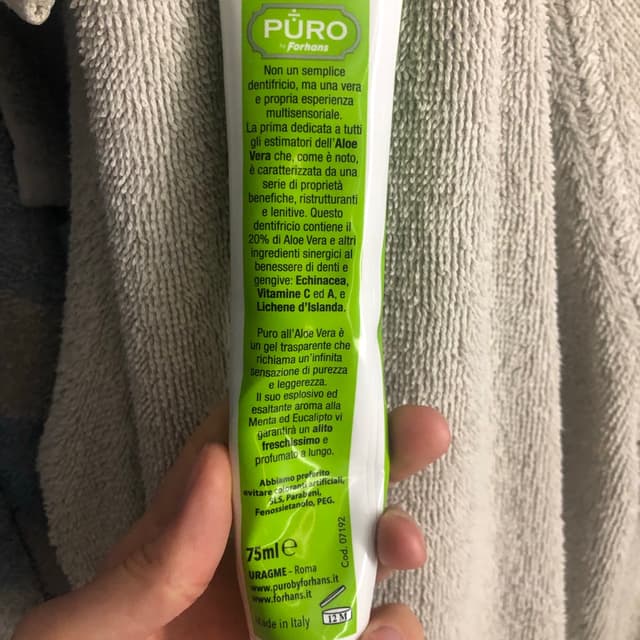 PŪRO
by Forhans
Non un semplice
dentifricio, ma una vera
e propria esperienza
multisensoriale.
La prima dedicata a tutti
gli estimatori dell'Aloe
Vera che, come è noto,
è caratterizzata da una
serie di proprietà
benefiche, ristrutturanti
e lenitive. Questo
dentifricio contiene il
20% di Aloe Vera e altri
ingredienti sinergici al
benessere di denti e
gengive: Echinacea,
Vitamine C ed A, e
Lichene d'Islanda.
Puro all'Aloe Vera è
un gel trasparente che
richiama un'infinita
sensazione di purezza
e leggerezza.
Il suo esplosivo ed
esaltante aroma alla
Menta ed Eucalipto vi
garantirà un alito
freschissimo e
profumato a lungo.
Abbiamo preferito
evitare coloranti artificiali,
SLS, Parabeni,
Fenossietanolo, PEG.
75ml e
Cod. 07192
URAGME - Roma
www.purobyforhans.it
www.forhans.it
Made in Italy
12 M